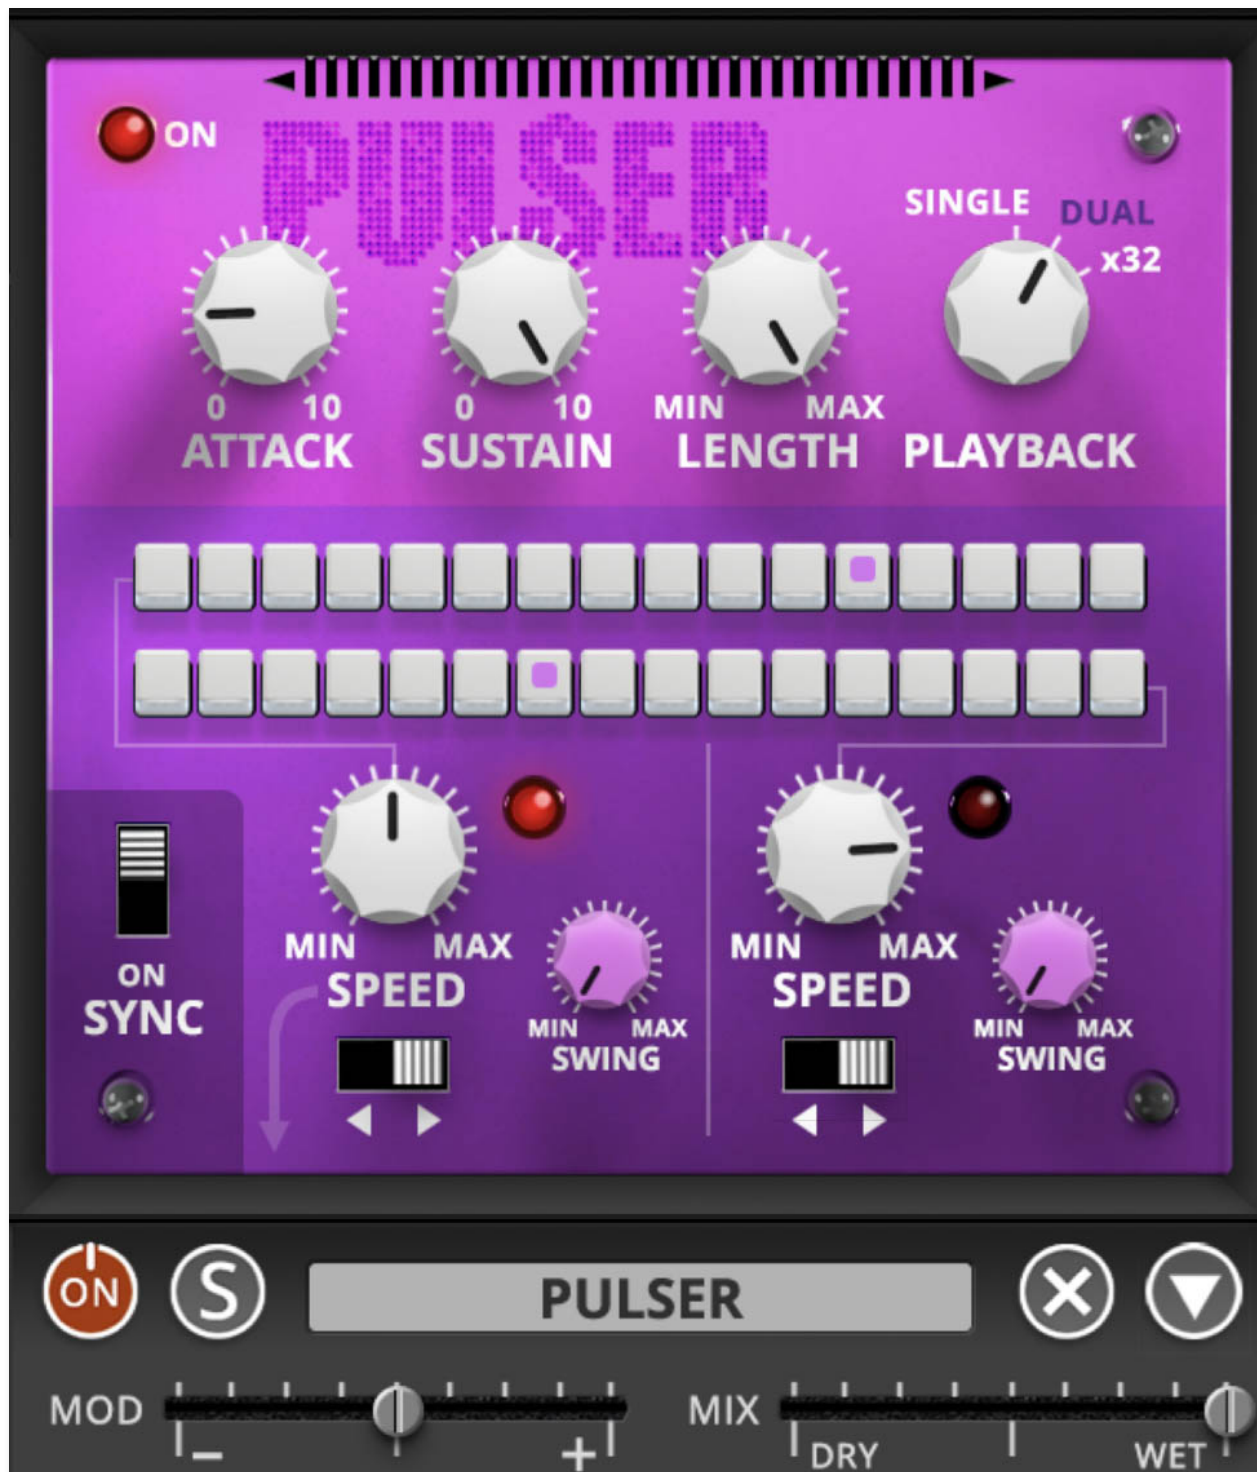 ON
PULSER
SINGLE DUAL
x32
0 10 0 10 MIN MAX
ATTACK SUSTAIN LENGTH PLAYBACK
MIN MAX MIN MAX
ON
SPEED SPEED
SYNC
MIN MAX MIN MAX
SWING SWING
ON S PULSER
MOD - + MIX DRY WET